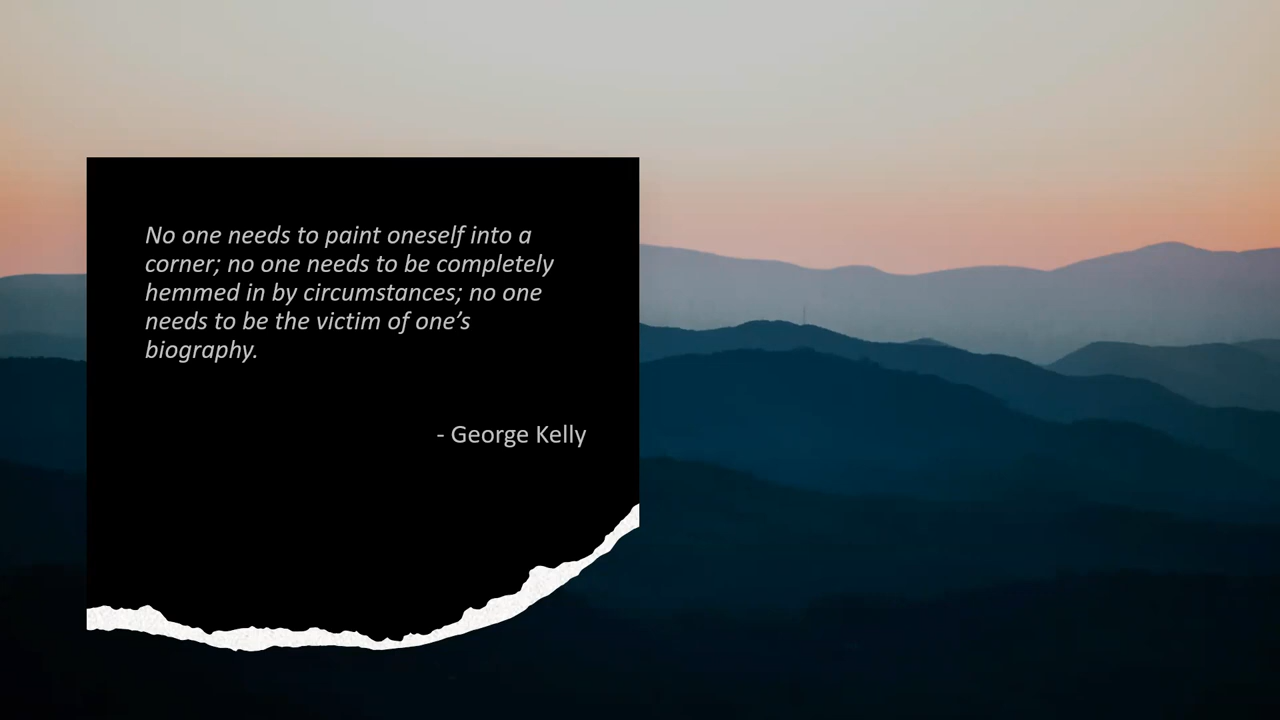 No one needs to paint oneself into a
corner; no one needs to be completely
hemmed in by circumstances; no one
needs to be the victim of one’s
biography.
- George Kelly